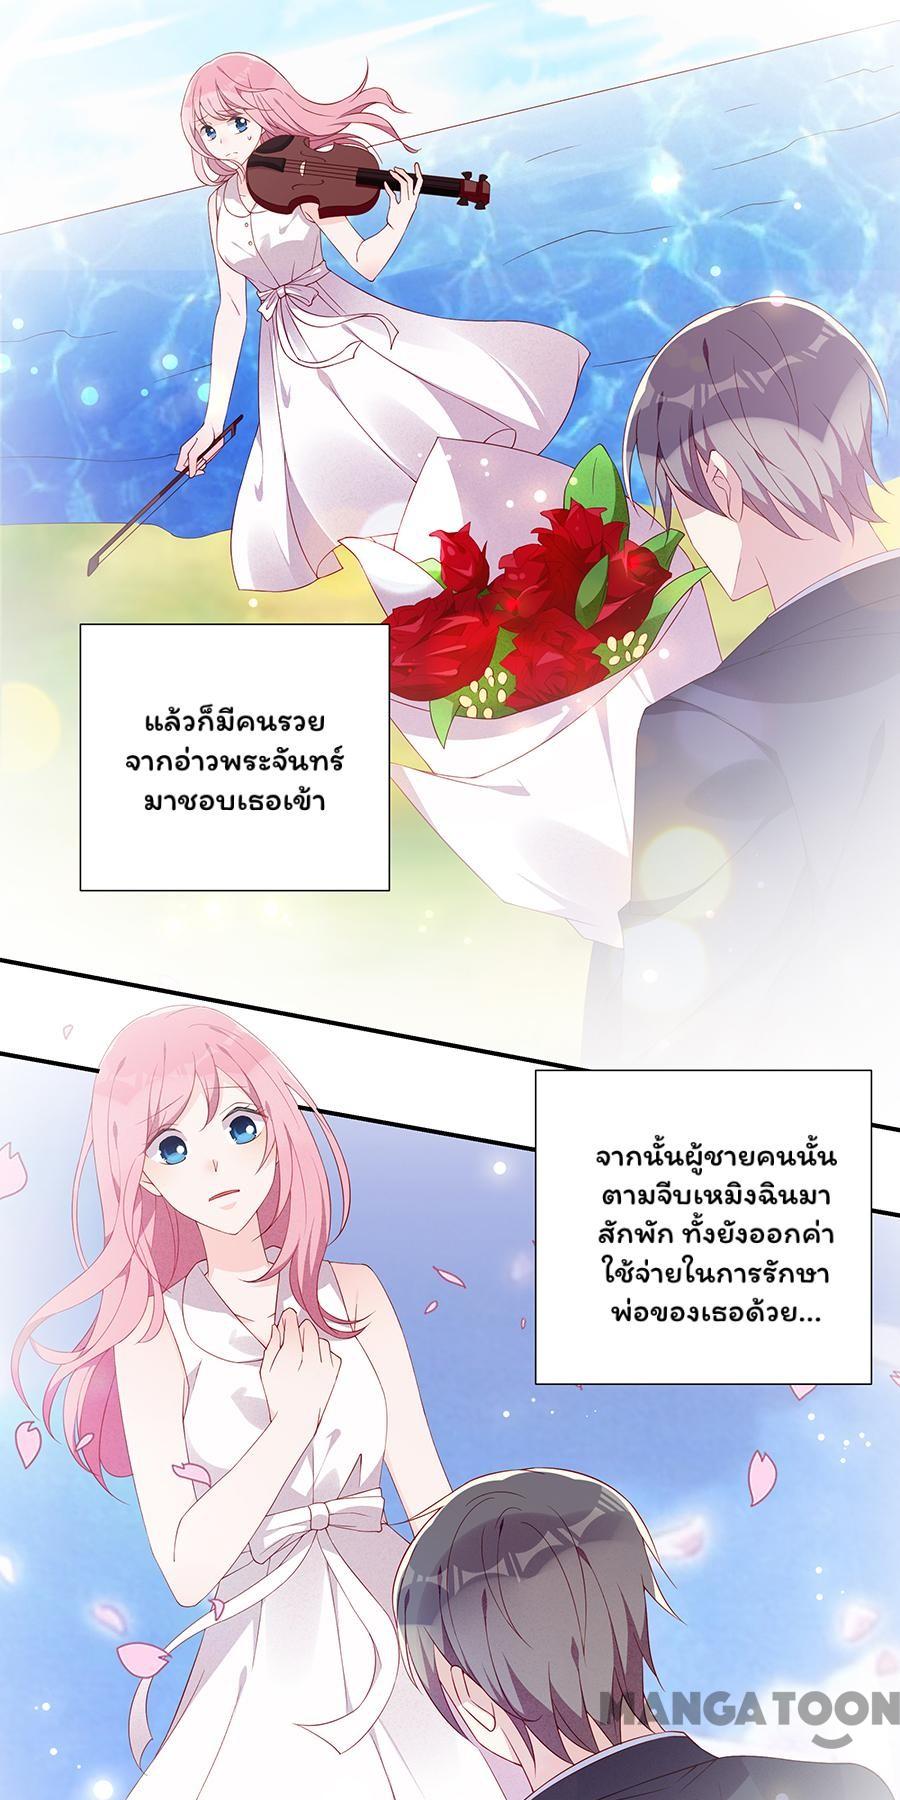 แล้วก็มีคนรวย
จากอ่าวพระจันทร์
มาชอบเธอเข้า
จากนั้นผู้ชายคนนั้น
ตามจีบเหมิงฉินมา
สักพัก ทั้งยังออกค่า
ใช้จ่ายในการรักษา
พ่อของเธอด้วย...
MANGATOON